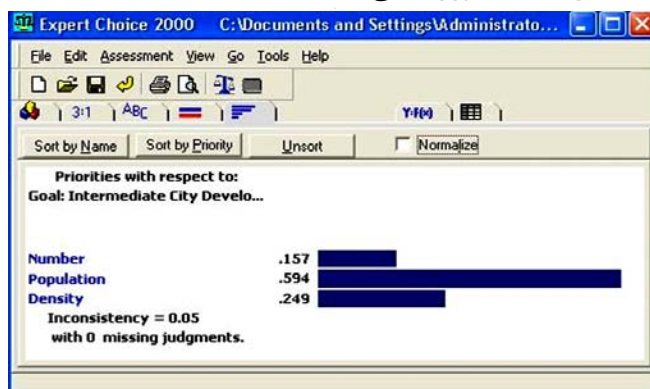 Expert Choice 2000 C:\Documents and Settings\Administrato...
File Edit Assessment View Go Tools Help
3:1 ABC Y=F(x)
Sort by Name Sort by Priority Unsort Normalize
Priorities with respect to:
Goal: Intermediate City Develo...
Number .157
Population .594
Density .249
Inconsistency = 0.05
with 0 missing judgments.